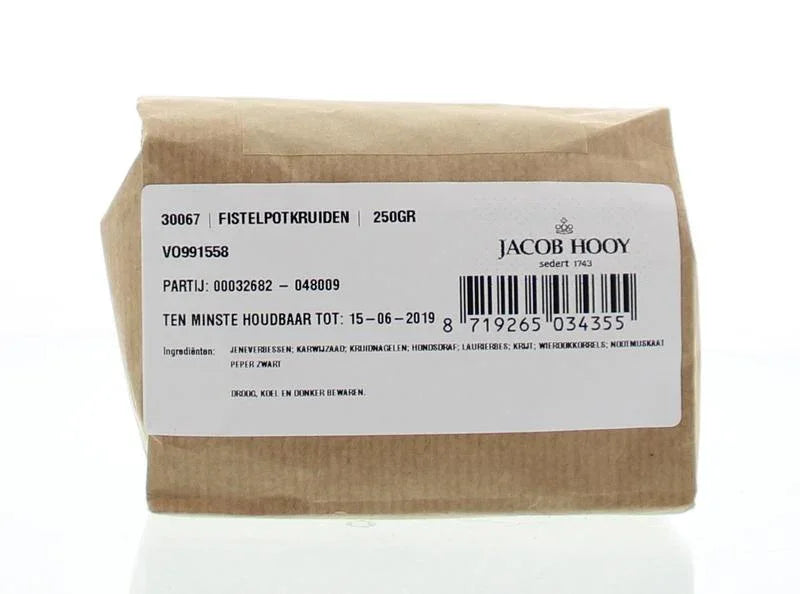 30067 | FISTELPOTKRUIDEN | 250GR
VO991558
PARTIJ: 00032682 - 048009
TEN MINSTE HOUDBAAR TOT: 15-06-2019
JACOB HOOY
sedert 1743
8 719265 034355
Ingrediënten: JENEVERBESSEN; KARWIJZAAD; KRUIDNAGELEN; HONDSDRAF; LAURIERBES; KRIJT; WIEROOKKORRELS; NOOTMUSKAAT
PEPER ZWART
DROOG, KOEL EN DONKER BEWAREN.